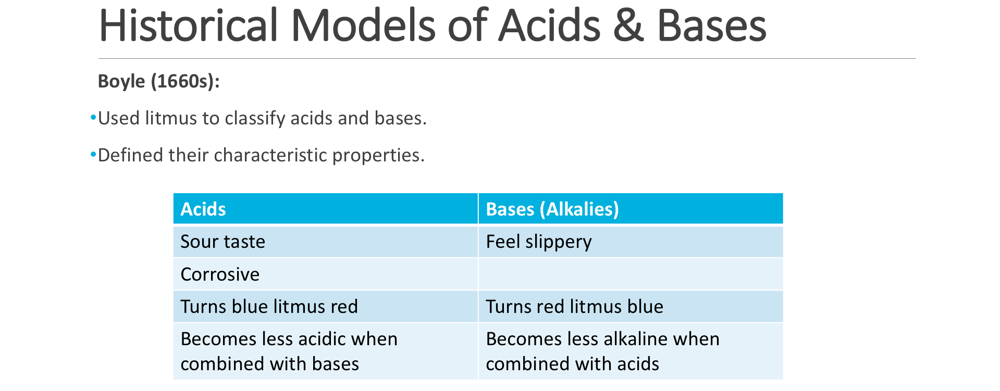 Historical Models of Acids & Bases
Boyle (1660s):
•Used litmus to classify acids and bases.
•Defined their characteristic properties.
Acids
Bases (Alkalies)
Sour taste
Feel slippery
Corrosive
Turns blue litmus red
Turns red litmus blue
Becomes less acidic when
combined with bases
Becomes less alkaline when
combined with acids